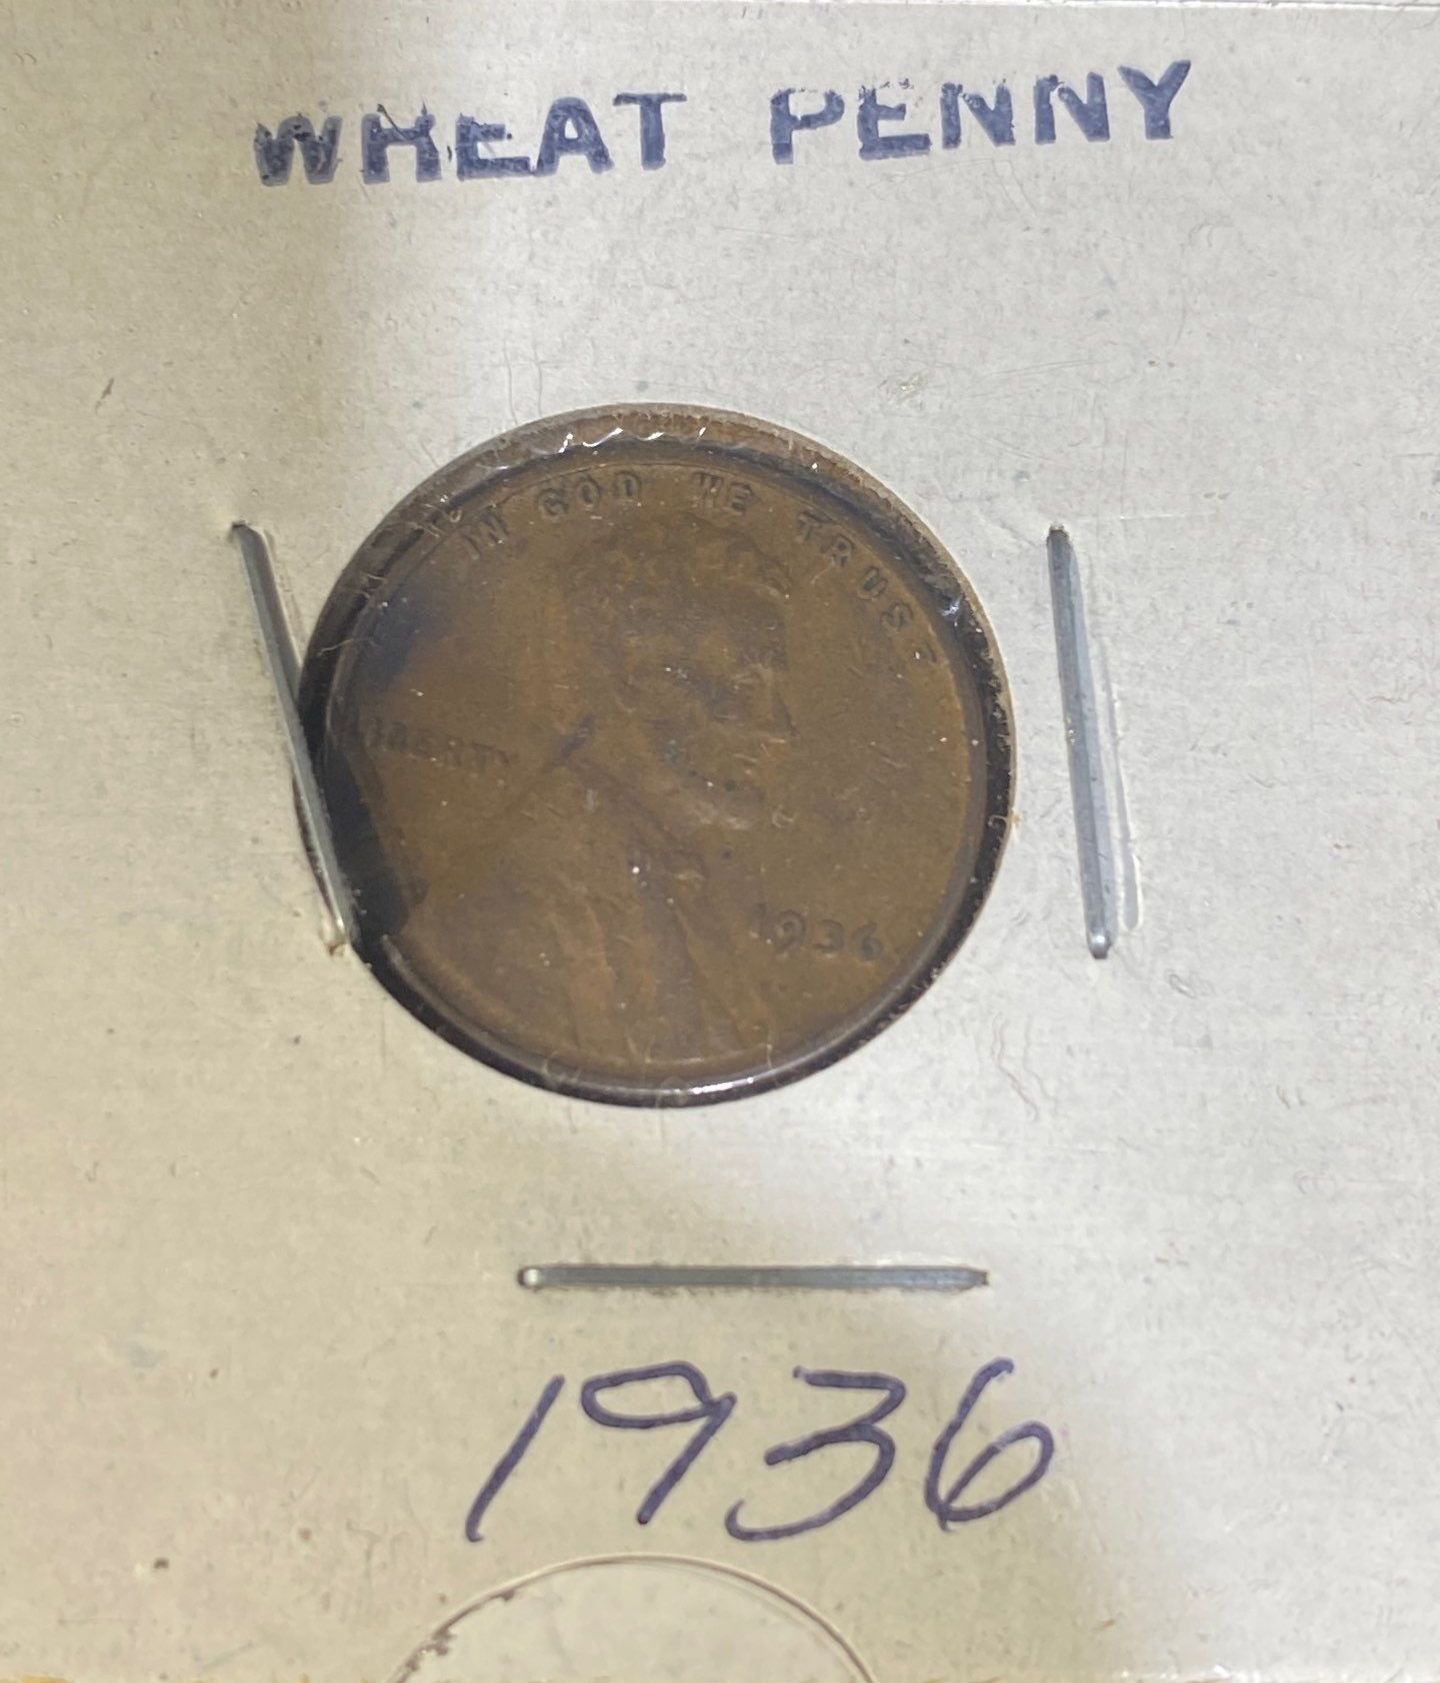 WHEAT PENNY
IN GOD WE TRUST
LIBERTY
1936
1936